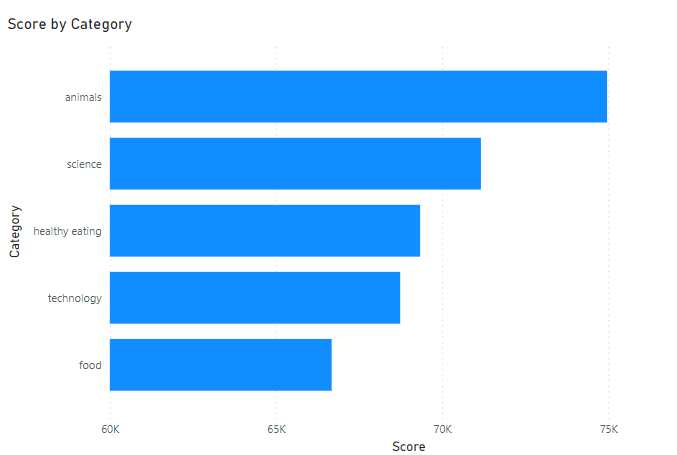 Score by Category
Category
animals
science
healthy eating
technology
food
60K 65K 70K 75K
Score